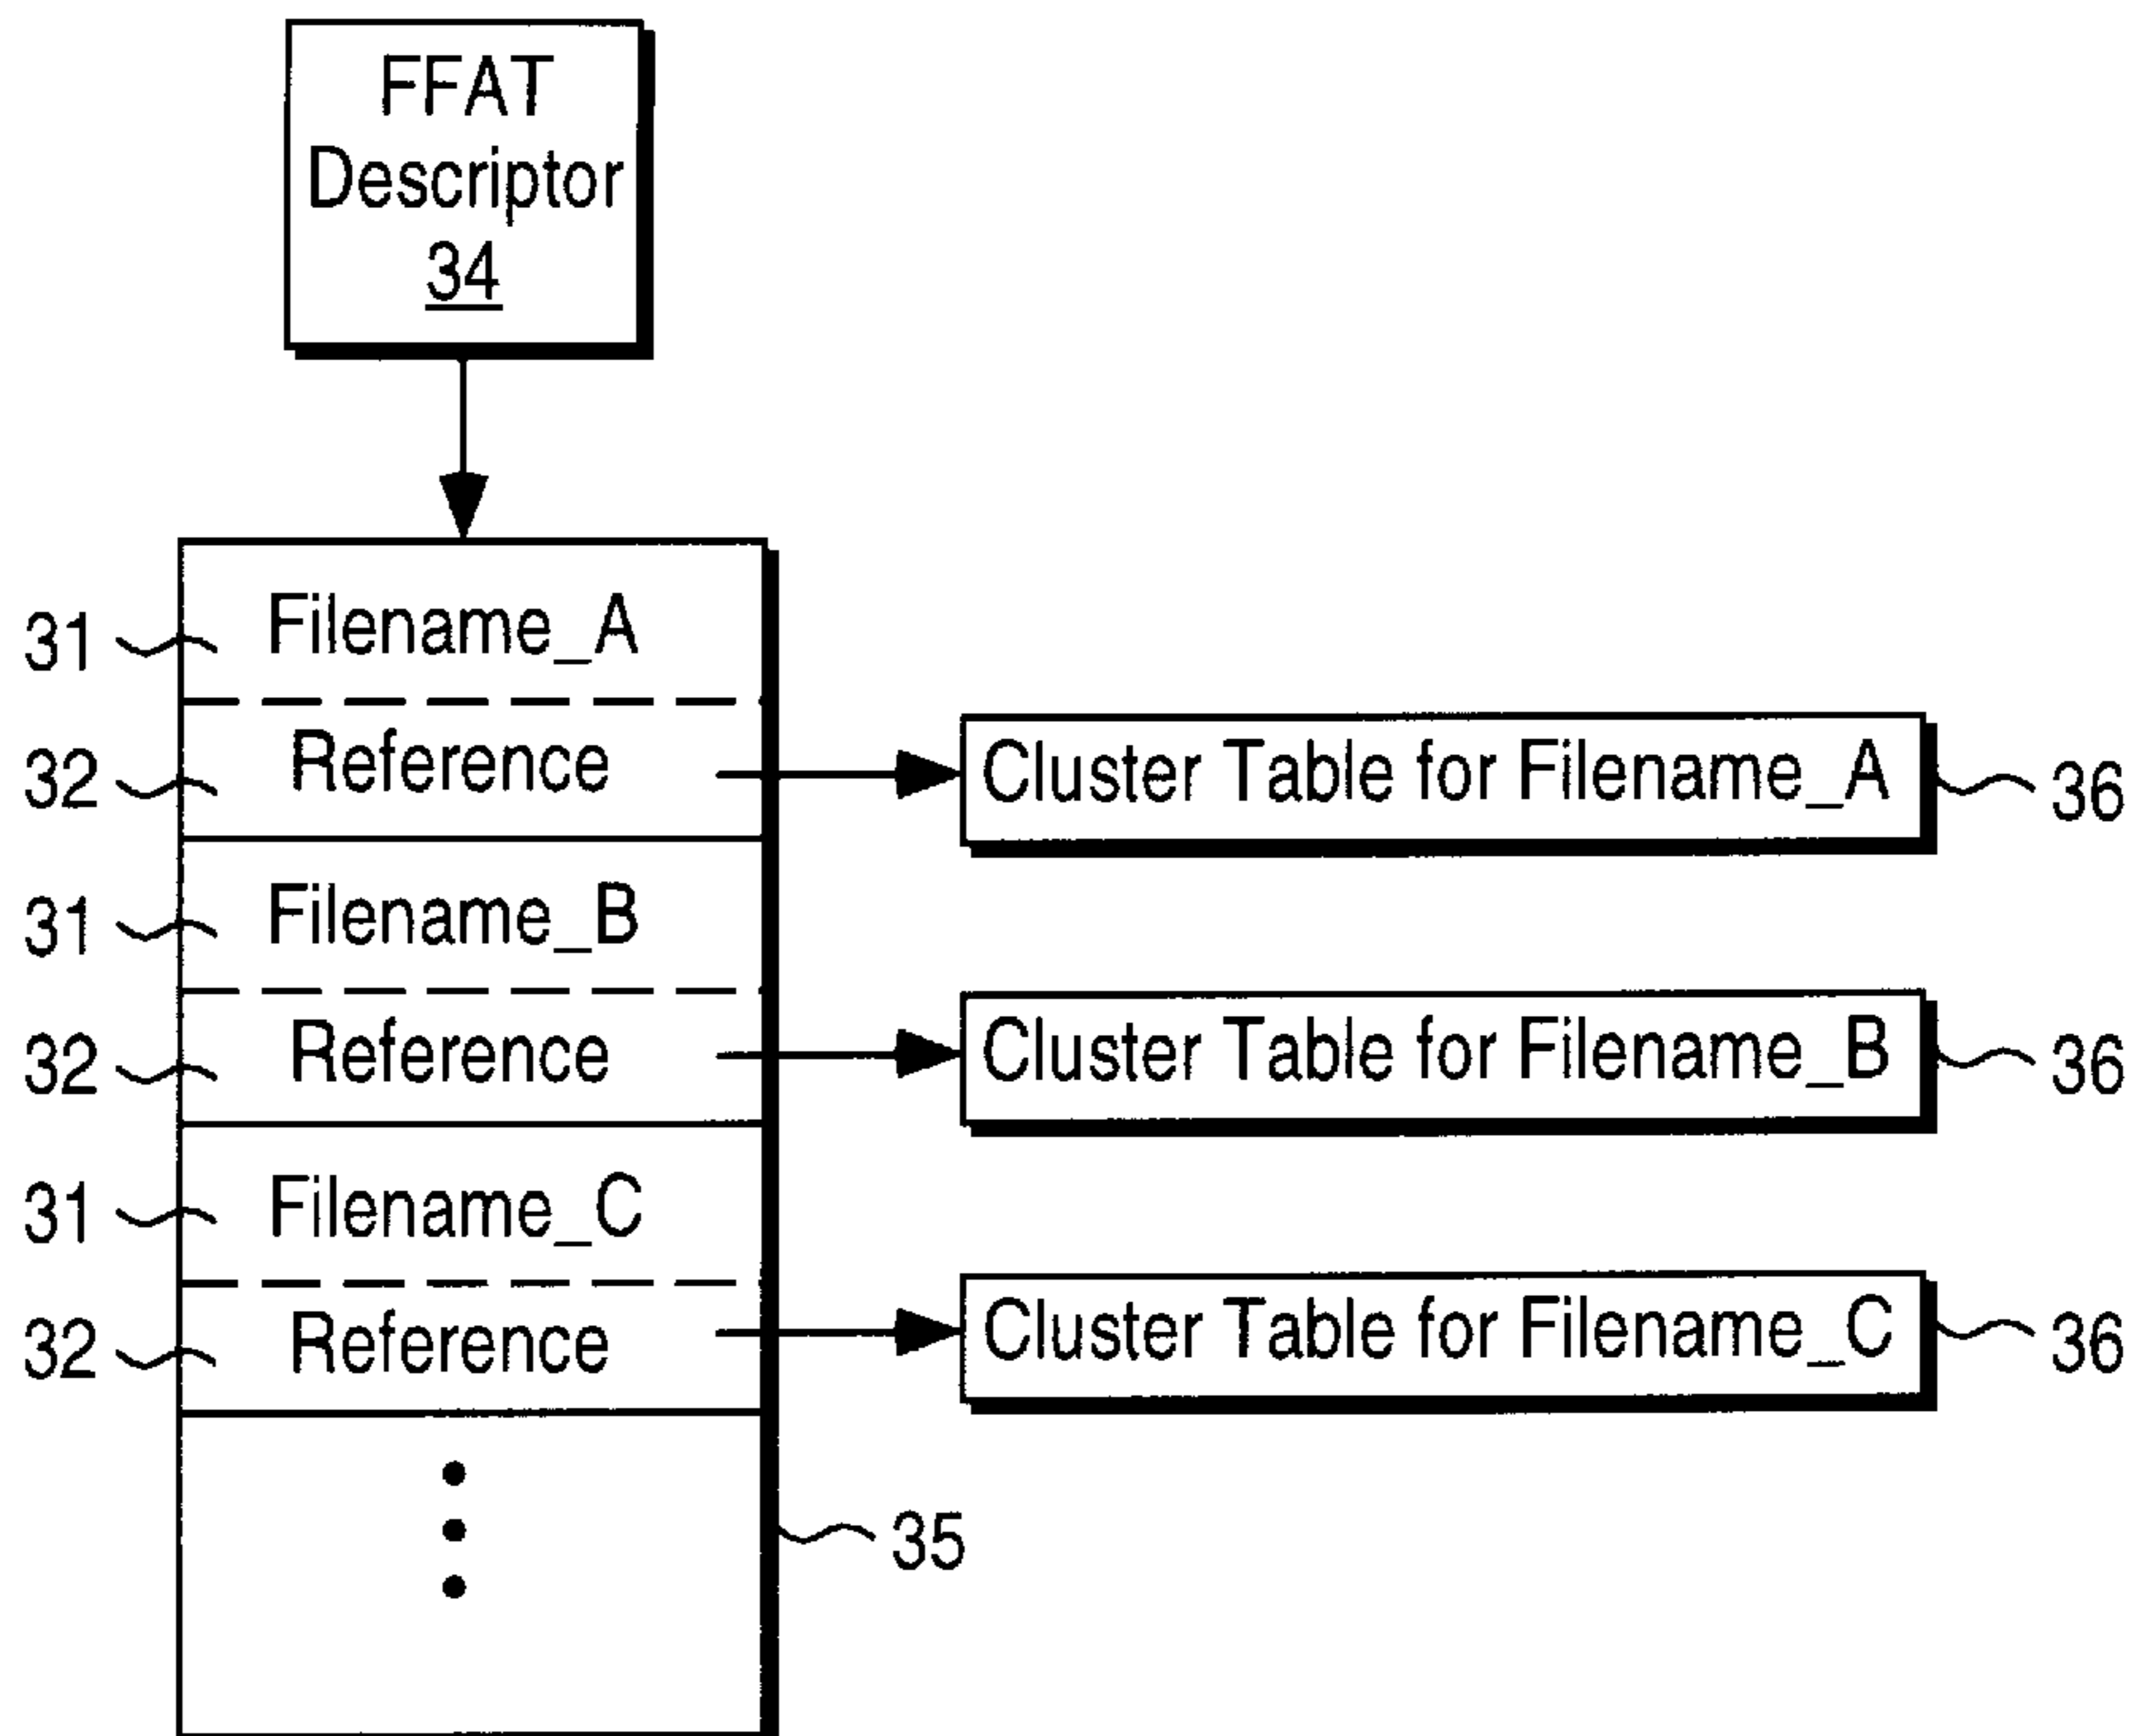 FFAT
Descriptor
34
31 Filename_A
32 Reference
Cluster Table for Filename_A 36
31 Filename_B
32 Reference
Cluster Table for Filename_B 36
31 Filename_C
32 Reference
Cluster Table for Filename_C 36
35